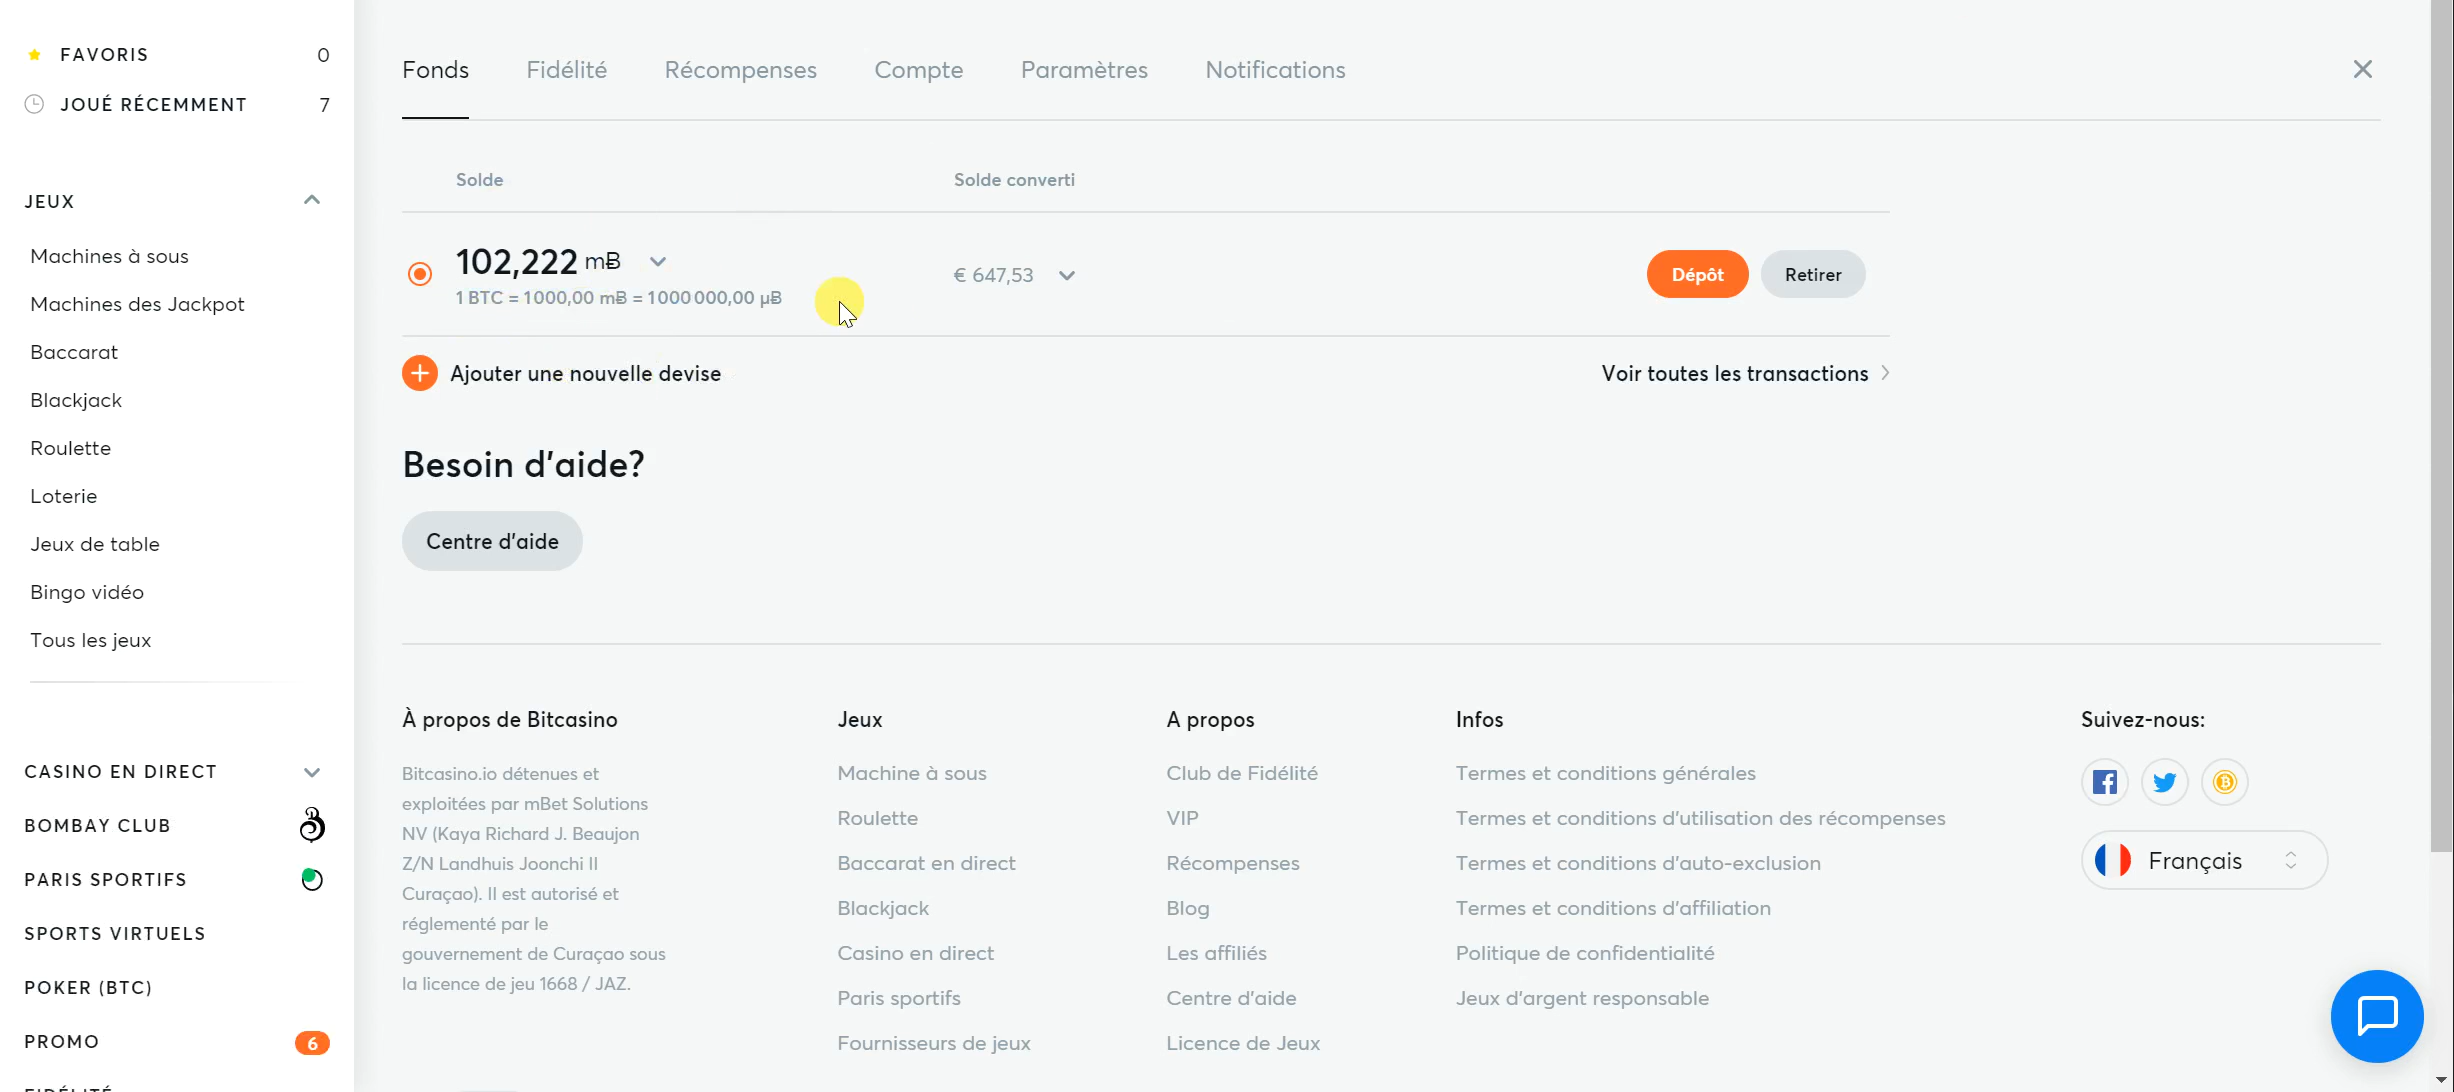 FAVORIS 0
JOUÉ RÉCEMMENT 7
JEUX
Machines à sous
Machines des Jackpot
Baccarat
Blackjack
Roulette
Loterie
Jeux de table
Bingo vidéo
Tous les jeux
CASINO EN DIRECT
BOMBAY CLUB
PARIS SPORTIFS
SPORTS VIRTUELS
POKER (BTC)
PROMO 6
FIDÉLITÉ
Fonds Fidélité Récompenses Compte Paramètres Notifications
Solde Solde converti
102,222 mɃ € 647,53 Dépôt Retirer
1 BTC = 1 000,00 mɃ = 1 000 000,00 µɃ
Ajouter une nouvelle devise Voir toutes les transactions
Besoin d'aide?
Centre d'aide
À propos de Bitcasino
Bitcasino.io détenues et
exploitées par mBet Solutions
NV (Kaya Richard J. Beaujon
Z/N Landhuis Joonchi II
Curaçao). Il est autorisé et
réglementé par le
gouvernement de Curaçao sous
la licence de jeu 1668 / JAZ.
Jeux
Machine à sous
Roulette
Baccarat en direct
Blackjack
Casino en direct
Paris sportifs
Fournisseurs de jeux
A propos
Club de Fidélité
VIP
Récompenses
Blog
Les affiliés
Centre d'aide
Licence de Jeux
Infos
Termes et conditions générales
Termes et conditions d'utilisation des récompenses
Termes et conditions d'auto-exclusion
Termes et conditions d'affiliation
Politique de confidentialité
Jeux d'argent responsable
Suivez-nous:
Français